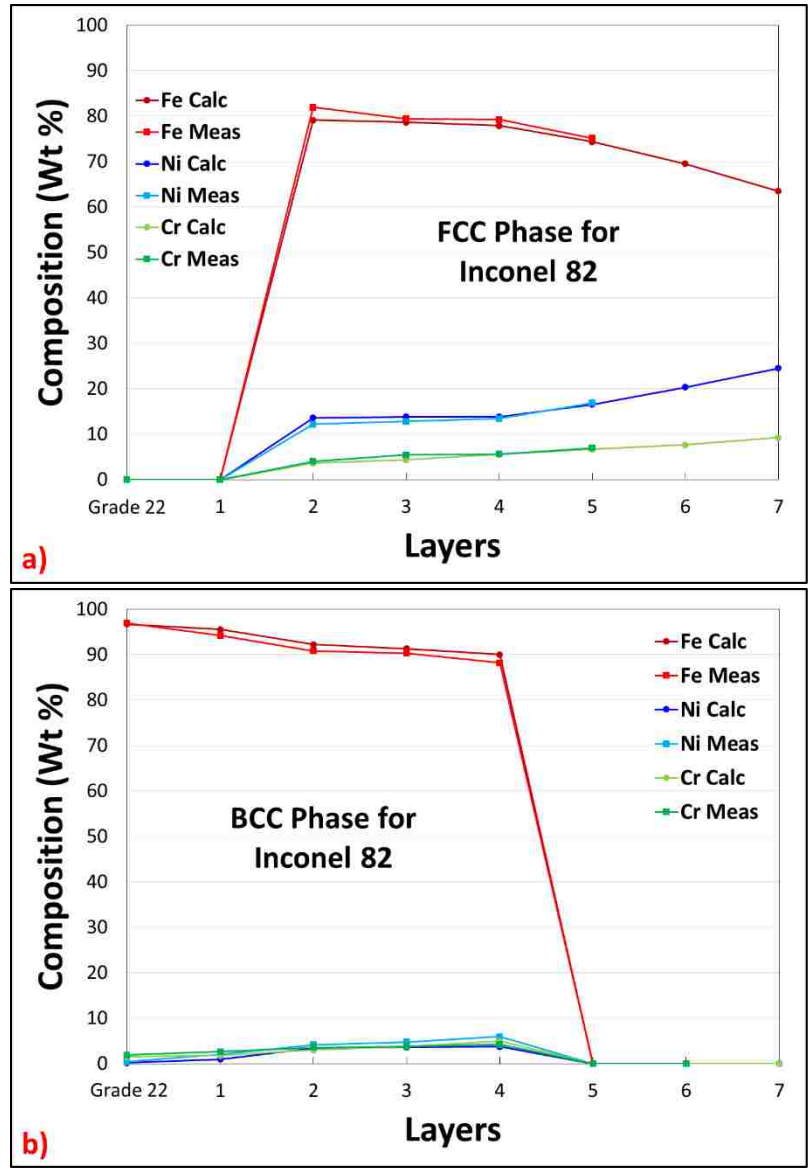 100
90
80
70
60
50
40
30
20
10
0
Composition (Wt %)
Fe Calc
Fe Meas
Ni Calc
Ni Meas
Cr Calc
Cr Meas
FCC Phase for
Inconel 82
Grade 22 1 2 3 4 5 6 7
Layers
a)
100
90
80
70
60
50
40
30
20
10
0
Composition (Wt %)
Fe Calc
Fe Meas
Ni Calc
Ni Meas
Cr Calc
Cr Meas
BCC Phase for
Inconel 82
Grade 22 1 2 3 4 5 6 7
Layers
b)